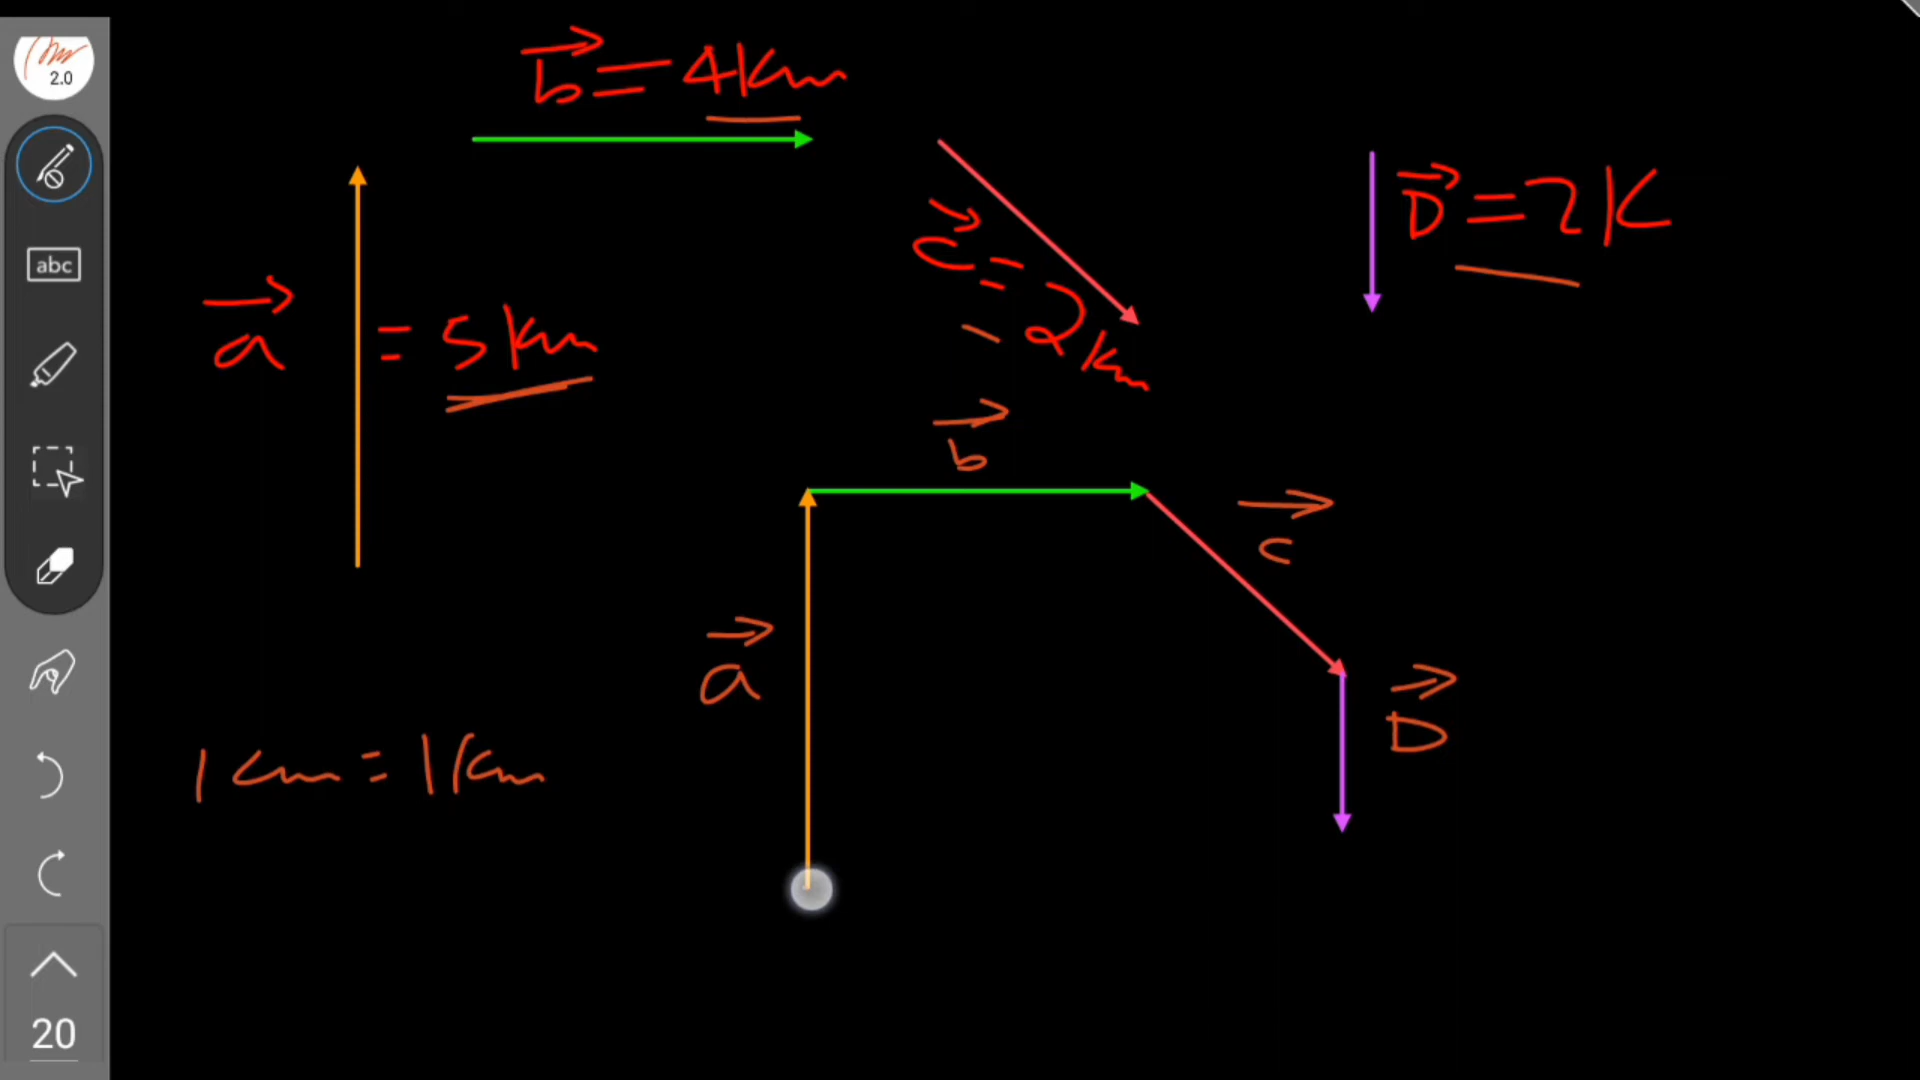 2.0
abc
20
b = 4km
a = 5km
c = 2km
D = 2K
b
c
a
D
1cm = 1km